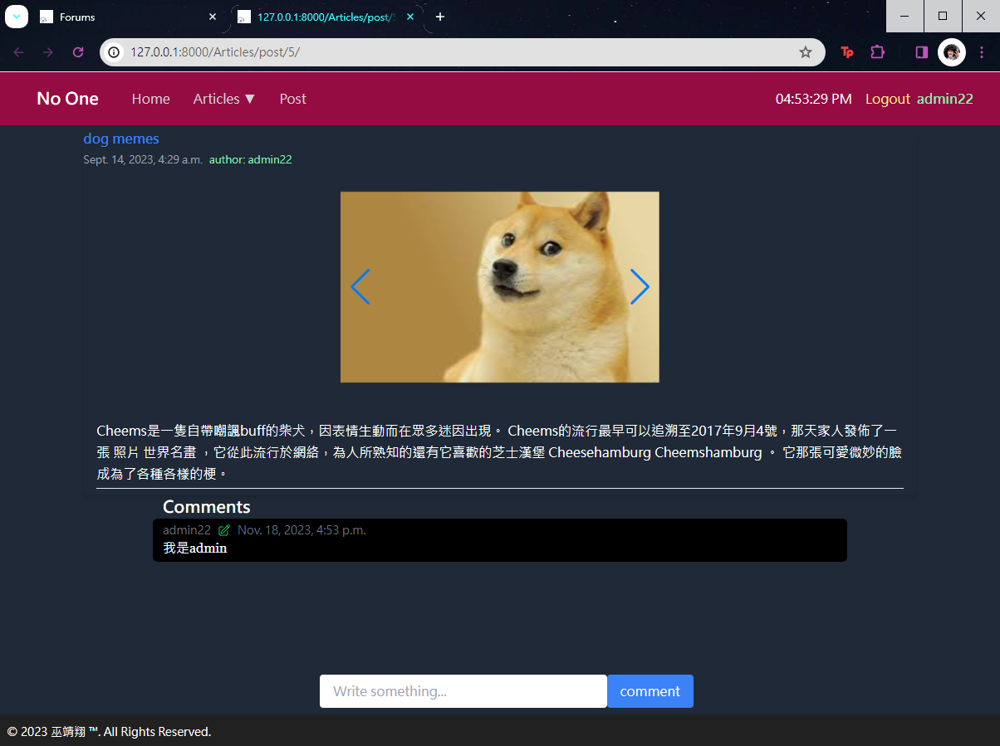 Forums
127.0.0.1:8000/Articles/post/5
127.0.0.1:8000/Articles/post/5/
Tp
No One Home Articles ▼ Post 04:53:29 PM Logout admin22
dog memes
Sept. 14, 2023, 4:29 a.m. author: admin22
Cheems是一隻自帶嘲諷buff的柴犬，因表情生動而在眾多迷因出現。 Cheems的流行最早可以追溯至2017年9月4號，那天家人發佈了一
張 照片 世界名畫 ，它從此流行於網絡，為人所熟知的還有它喜歡的芝士漢堡 Cheesehamburg Cheemshamburg 。 它那張可愛微妙的臉
成為了各種各樣的梗。
Comments
admin22 Nov. 18, 2023, 4:53 p.m.
我是admin
Write something... comment
© 2023 巫靖翔 ™. All Rights Reserved.